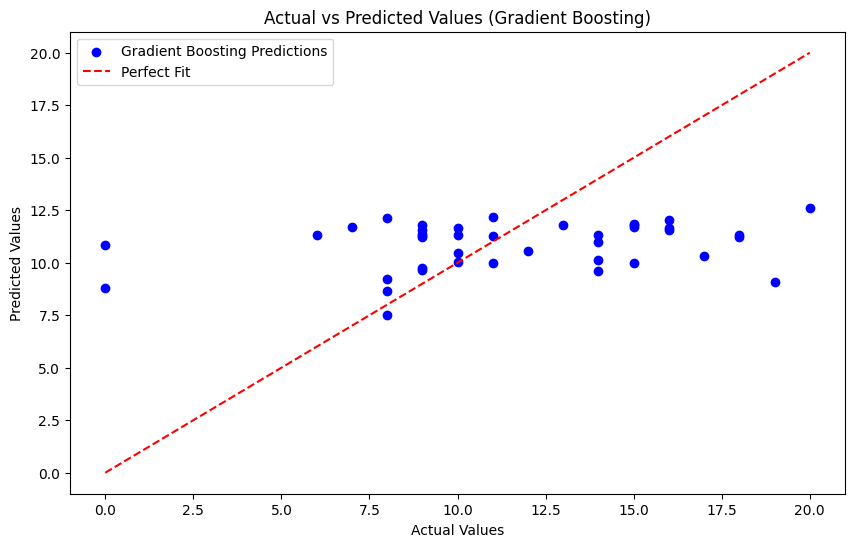 Actual vs Predicted Values (Gradient Boosting)
Gradient Boosting Predictions
Perfect Fit
20.0
17.5
15.0
12.5
10.0
7.5
5.0
2.5
0.0
Predicted Values
0.0 2.5 5.0 7.5 10.0 12.5 15.0 17.5 20.0
Actual Values